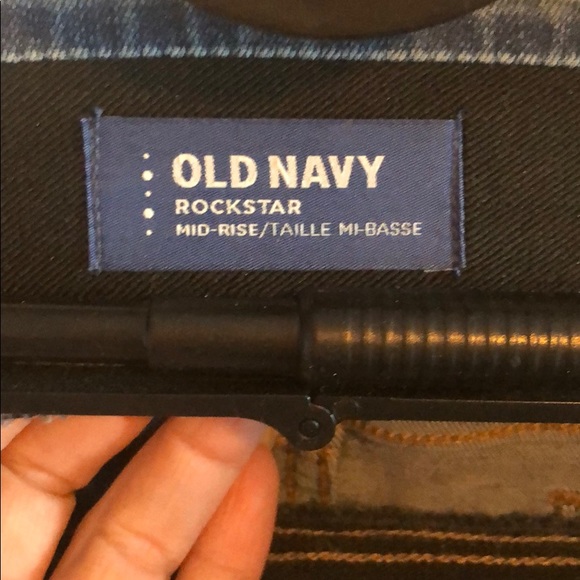 OLD NAVY
ROCKSTAR
MID-RISE/TAILLE MI-BASSE